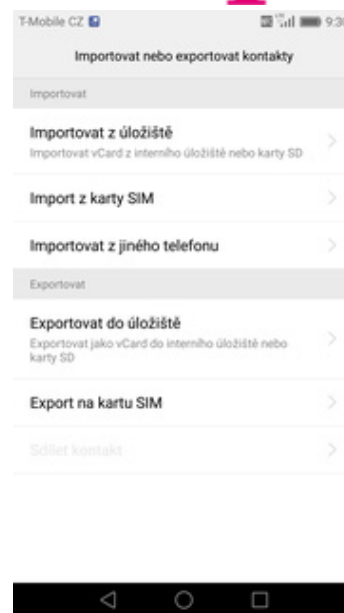 T-Mobile CZ
9:30
Importovat nebo exportovat kontakty
Importovat
Importovat z úložiště
Importovat vCard z interního úložiště nebo karty SD
Import z karty SIM
Importovat z jiného telefonu
Exportovat
Exportovat do úložiště
Exportovat jako vCard do interního úložiště nebo
karty SD
Export na kartu SIM
Sdílet kontakt